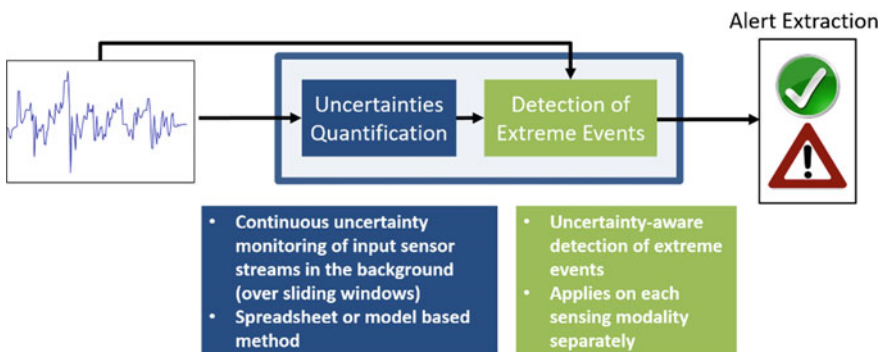 Alert Extraction
Uncertainties
Quantification
Detection of
Extreme Events
• Continuous uncertainty
monitoring of input sensor
streams in the background
(over sliding windows)
• Spreadsheet or model based
method
• Uncertainty-aware
detection of extreme
events
• Applies on each
sensing modality
separately